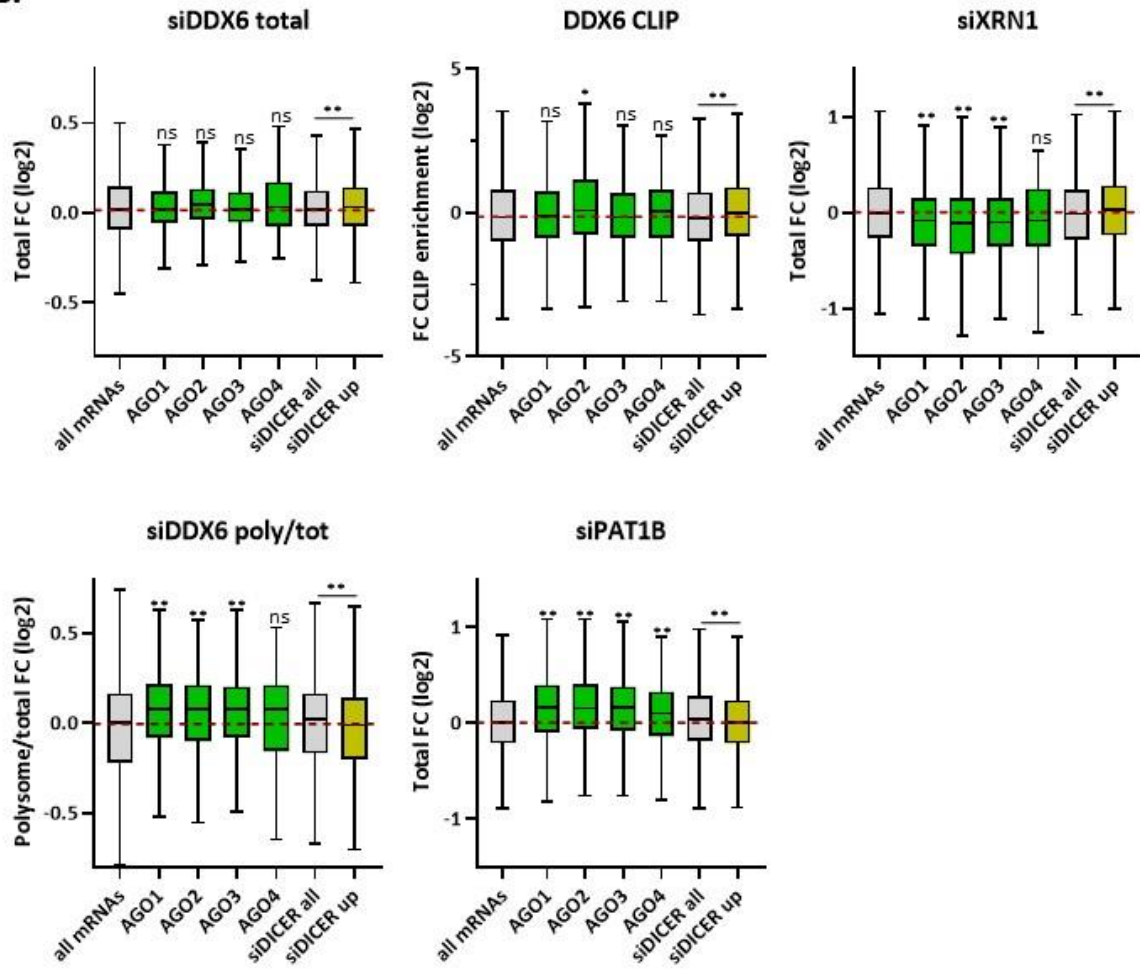 siDDX6 total
Total FC (log2)
0.5
0.0
-0.5
ns
ns
ns
ns
**
all mRNAs
AGO1
AGO2
AGO3
AGO4
siDICER all
siDICER up
DDX6 CLIP
FC CLIP enrichment (log2)
5
0
-5
ns
*
ns
ns
**
all mRNAs
AGO1
AGO2
AGO3
AGO4
siDICER all
siDICER up
siXRN1
Total FC (log2)
1
0
-1
**
**
**
ns
**
all mRNAs
AGO1
AGO2
AGO3
AGO4
siDICER all
siDICER up
siDDX6 poly/tot
Polysome/total FC (log2)
0.5
0.0
-0.5
**
**
**
ns
**
all mRNAs
AGO1
AGO2
AGO3
AGO4
siDICER all
siDICER up
siPAT1B
Total FC (log2)
1
0
-1
**
**
**
**
**
all mRNAs
AGO1
AGO2
AGO3
AGO4
siDICER all
siDICER up